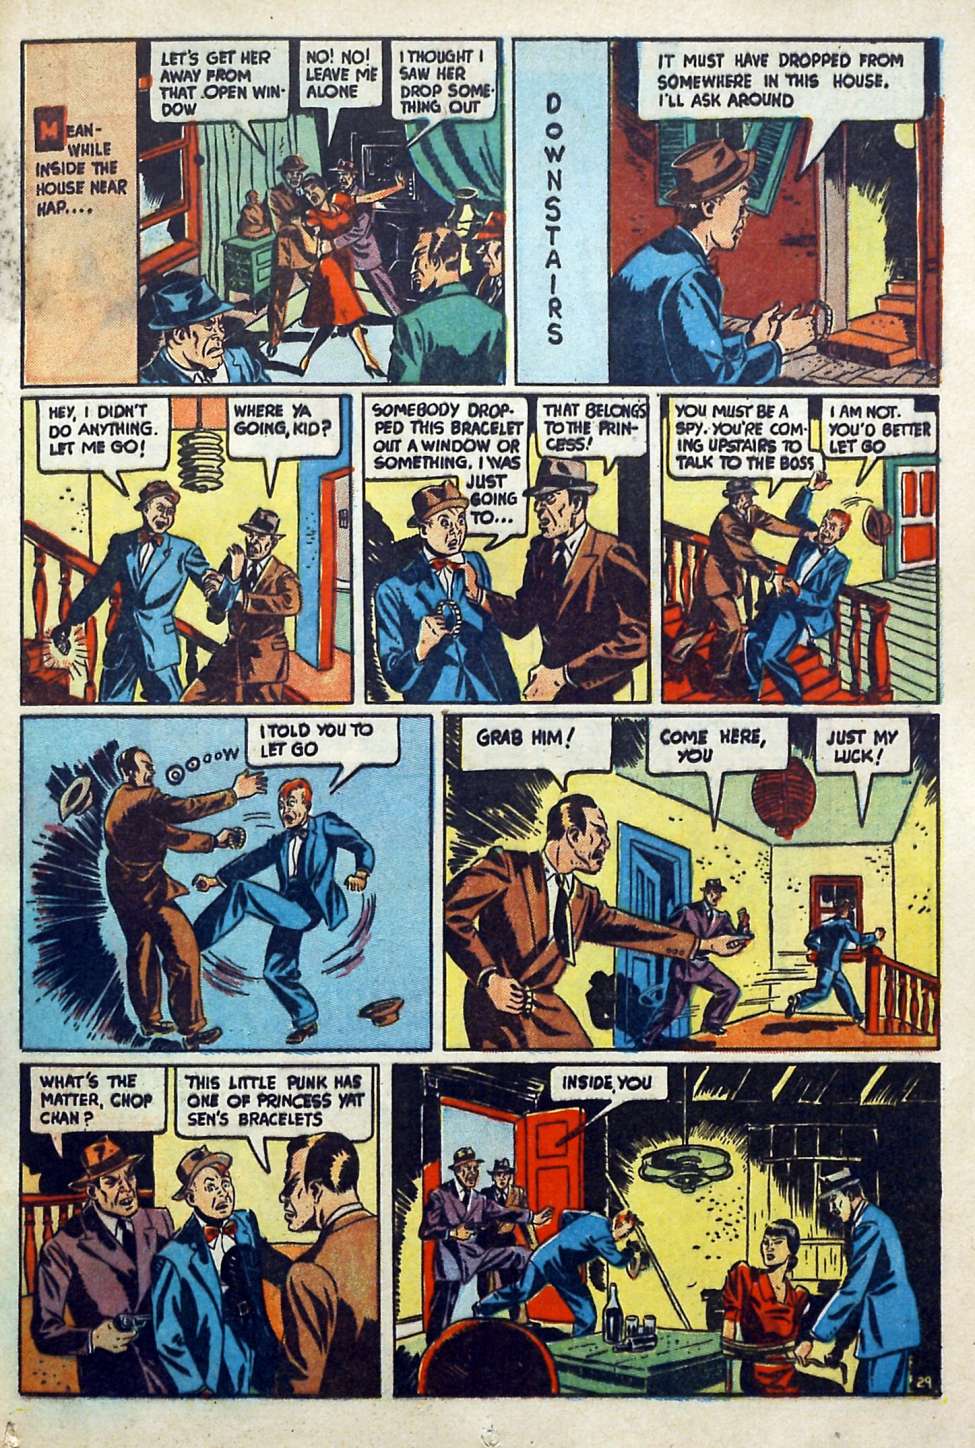 MEAN-
WHILE
INSIDE THE
HOUSE NEAR
HAP....
LET'S GET HER
AWAY FROM
THAT OPEN WIN-
DOW
NO! NO!
LEAVE ME
ALONE
I THOUGHT I
SAW HER
DROP SOME-
THING OUT
DOWNSTAIRS
IT MUST HAVE DROPPED FROM
SOMEWHERE IN THIS HOUSE.
I'LL ASK AROUND
HEY, I DIDN'T
DO ANYTHING.
LET ME GO!
WHERE YA
GOING, KID?
SOMEBODY DROP-
PED THIS BRACELET
OUT A WINDOW OR
SOMETHING. I WAS
JUST
GOING
TO...
THAT BELONGS
TO THE PRIN-
CESS!
YOU MUST BE A
SPY. YOU'RE COM-
ING UPSTAIRS TO
TALK TO THE BOSS
I AM NOT.
YOU'D BETTER
LET GO
OOOOW
I TOLD YOU TO
LET GO
GRAB HIM!
COME HERE,
YOU
JUST MY
LUCK!
WHAT'S THE
MATTER, CHOP
CHAN?
THIS LITTLE PUNK HAS
ONE OF PRINCESS YAT
SEN'S BRACELETS
INSIDE, YOU
29